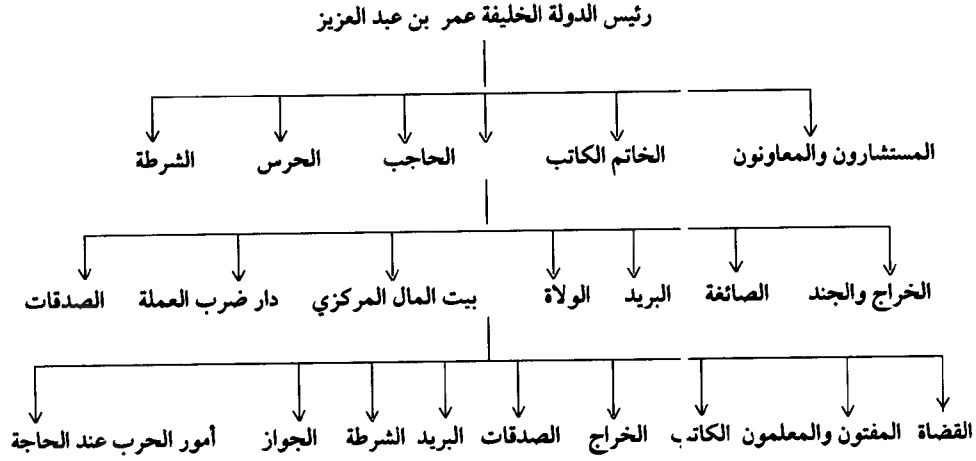 رئيس الدولة الخليفة عمر بن عبد العزيز
المستشارون والمعاونون الخاتم الكاتب الحاجب الحرس الشرطة
الخراج والجند الصائغة البريد الولاة بيت المال المركزي دار ضرب العملة الصدقات
القضاة المفتون والمعلمون الكاتب الخراج الصدقات البريد الشرطة الجواز أمور الحرب عند الحاجة